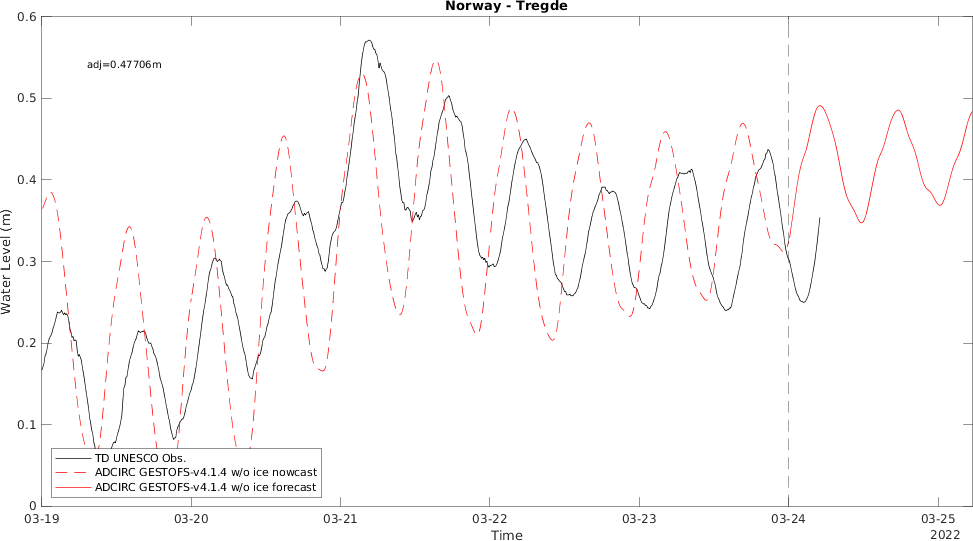 Norway - Tregde
adj=0.47706m
0.6
0.5
0.4
0.3
0.2
0.1
0
Water Level (m)
TD UNESCO Obs.
ADCIRC GESTOFS-v4.1.4 w/o ice nowcast
ADCIRC GESTOFS-v4.1.4 w/o ice forecast
03-19 03-20 03-21 03-22 03-23 03-24 03-25
Time
2022